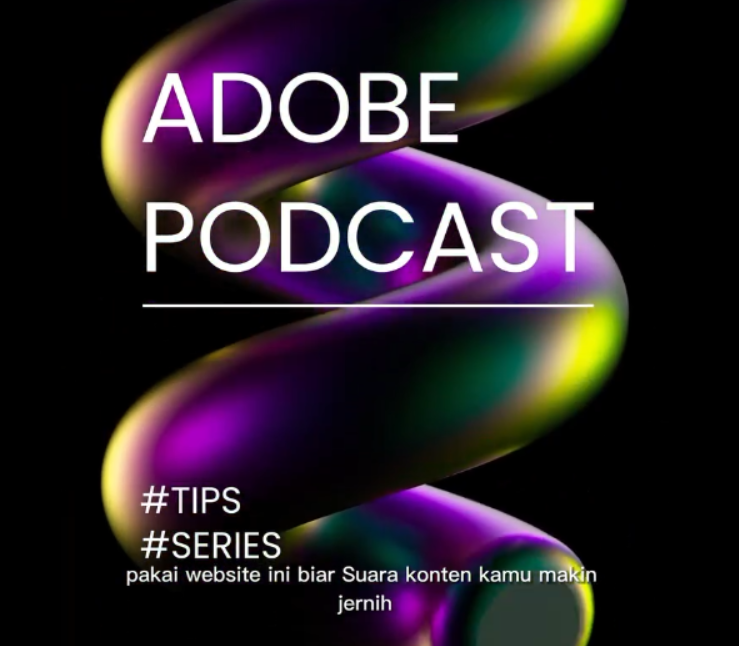 ADOBE
PODCAST
#TIPS
#SERIES
pakai website ini biar Suara konten kamu makin
jernih